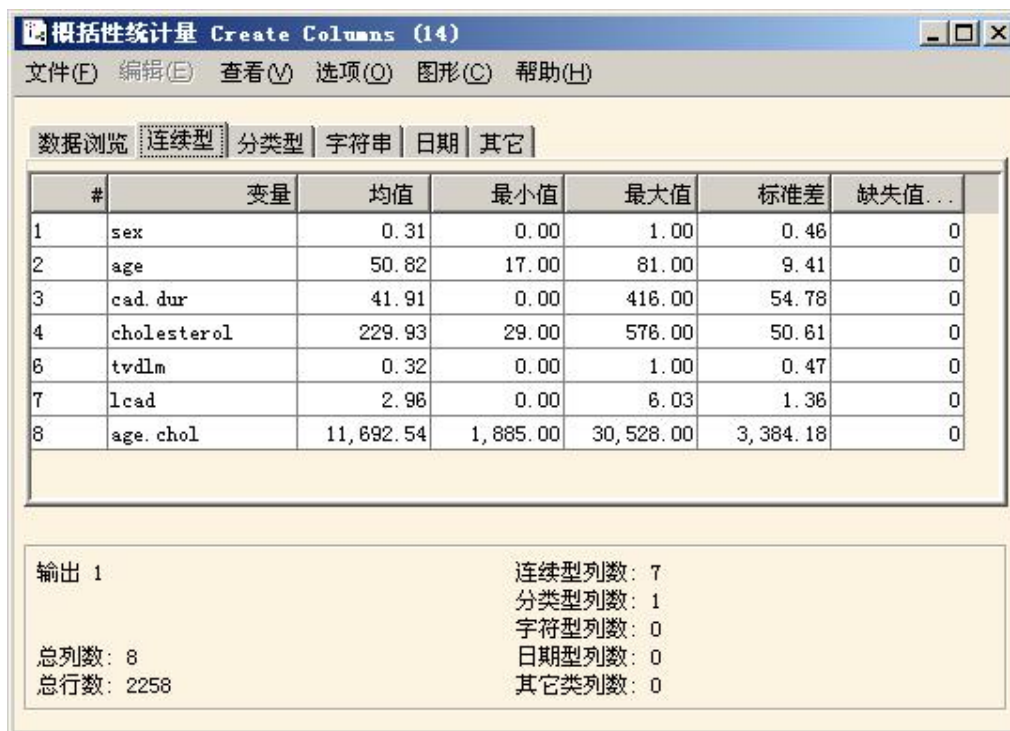 概括性统计量 Create Columns (14)
文件(F) 编辑(E) 查看(V) 选项(O) 图形(C) 帮助(H)
数据浏览 连续型 分类型 字符串 日期 其它
# 变量 均值 最小值 最大值 标准差 缺失值...
1 sex 0.31 0.00 1.00 0.46 0
2 age 50.82 17.00 81.00 9.41 0
3 cad.dur 41.91 0.00 416.00 54.78 0
4 cholesterol 229.93 29.00 576.00 50.61 0
6 tvdlm 0.32 0.00 1.00 0.47 0
7 lcad 2.96 0.00 6.03 1.36 0
8 age.chol 11,692.54 1,885.00 30,528.00 3,384.18 0
输出 1
总列数: 8
总行数: 2258
连续型列数: 7
分类型列数: 1
字符型列数: 0
日期型列数: 0
其它类列数: 0